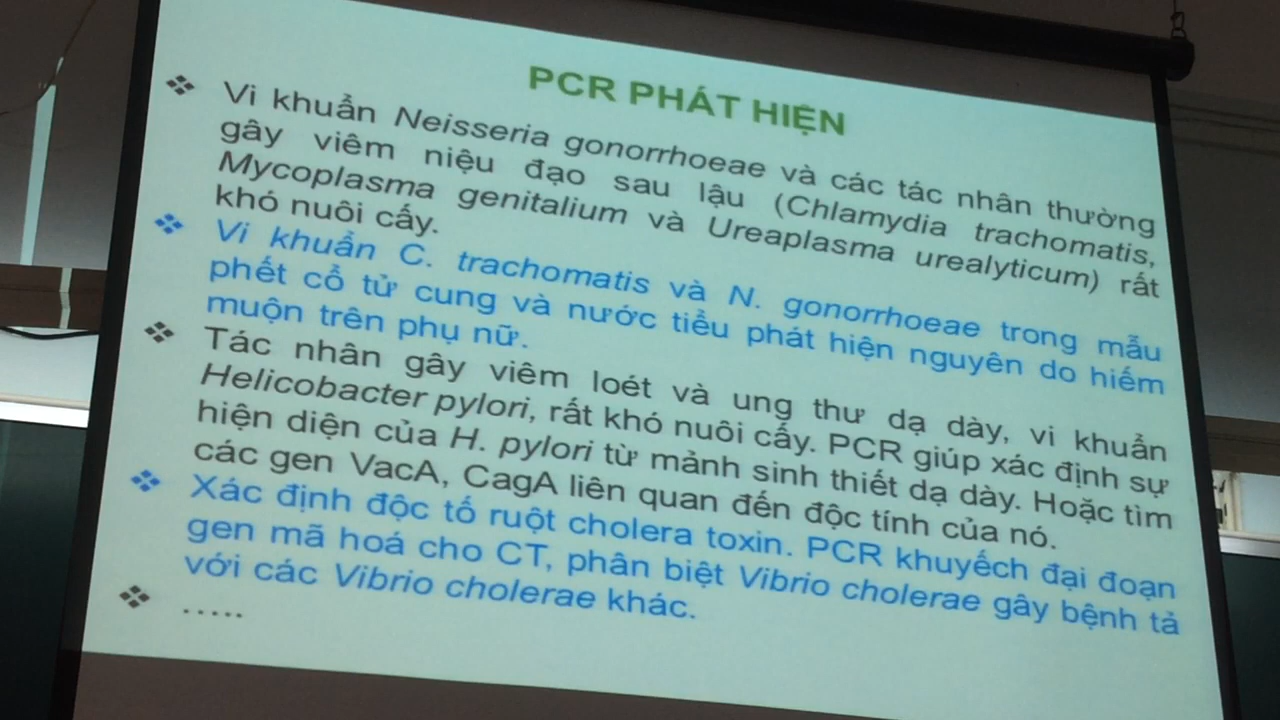 PCR PHÁT HIỆN
❖ Vi khuẩn Neisseria gonorrhoeae và các tác nhân thường
gây viêm niệu đạo sau lậu (Chlamydia trachomatis,
Mycoplasma genitalium và Ureaplasma urealyticum) rất
khó nuôi cấy.
❖ Vi khuẩn C. trachomatis và N. gonorrhoeae trong mẫu
phết cổ tử cung và nước tiểu phát hiện nguyên do hiếm
muộn trên phụ nữ.
❖ Tác nhân gây viêm loét và ung thư dạ dày, vi khuẩn
Helicobacter pylori, rất khó nuôi cấy. PCR giúp xác định sự
hiện diện của H. pylori từ mảnh sinh thiết dạ dày. Hoặc tìm
các gen VacA, CagA liên quan đến độc tính của nó.
❖ Xác định độc tố ruột cholera toxin. PCR khuyếch đại đoạn
gen mã hoá cho CT, phân biệt Vibrio cholerae gây bệnh tả
với các Vibrio cholerae khác.
❖ .....